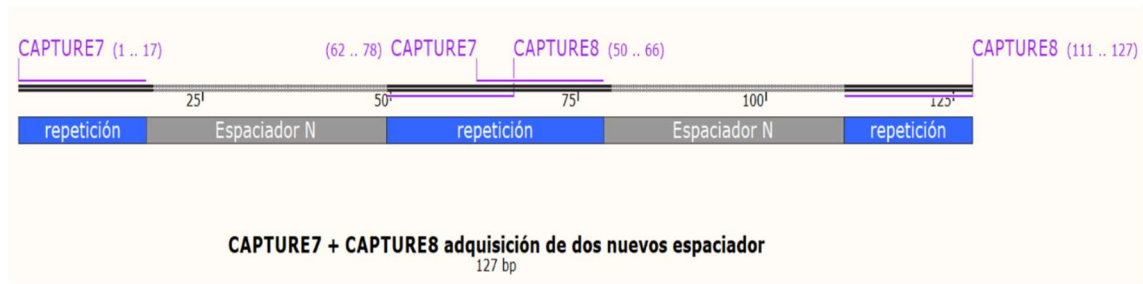 CAPTURE7 (1 .. 17) (62 .. 78) CAPTURE7 CAPTURE8 (50 .. 66) CAPTURE8 (111 .. 127)
25 50 75 100 125
repetición Espaciador N repetición Espaciador N repetición
CAPTURE7 + CAPTURE8 adquisición de dos nuevos espaciador
127 bp